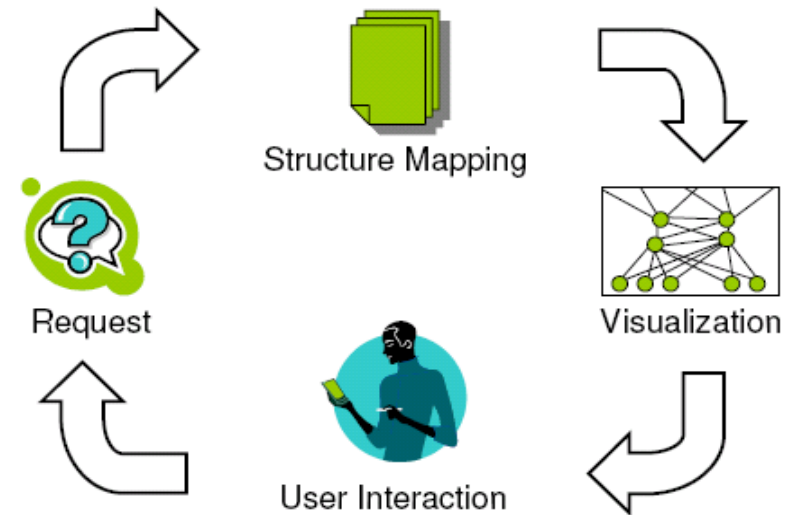 Structure Mapping
Request
Visualization
User Interaction